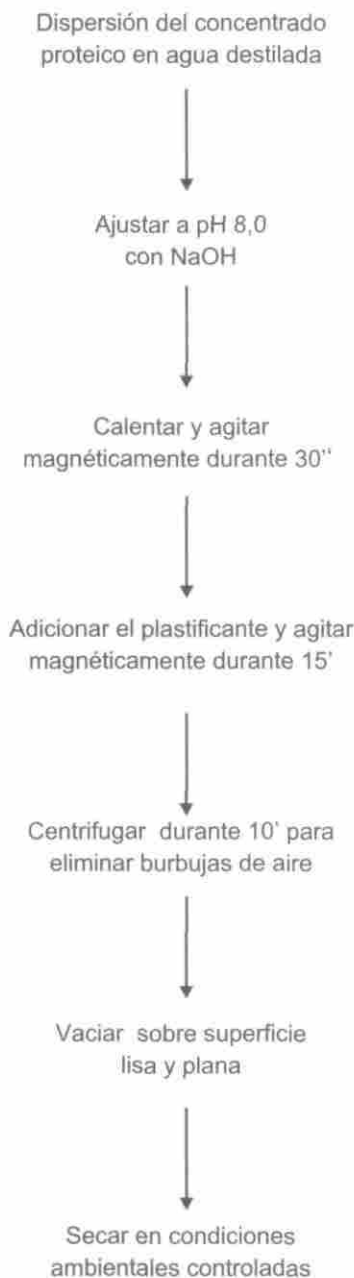 Dispersión del concentrado
proteico en agua destilada
Ajustar a pH 8,0
con NaOH
Calentar y agitar
magnéticamente durante 30''
Adicionar el plastificante y agitar
magnéticamente durante 15'
Centrifugar durante 10' para
eliminar burbujas de aire
Vaciar sobre superficie
lisa y plana
Secar en condiciones
ambientales controladas